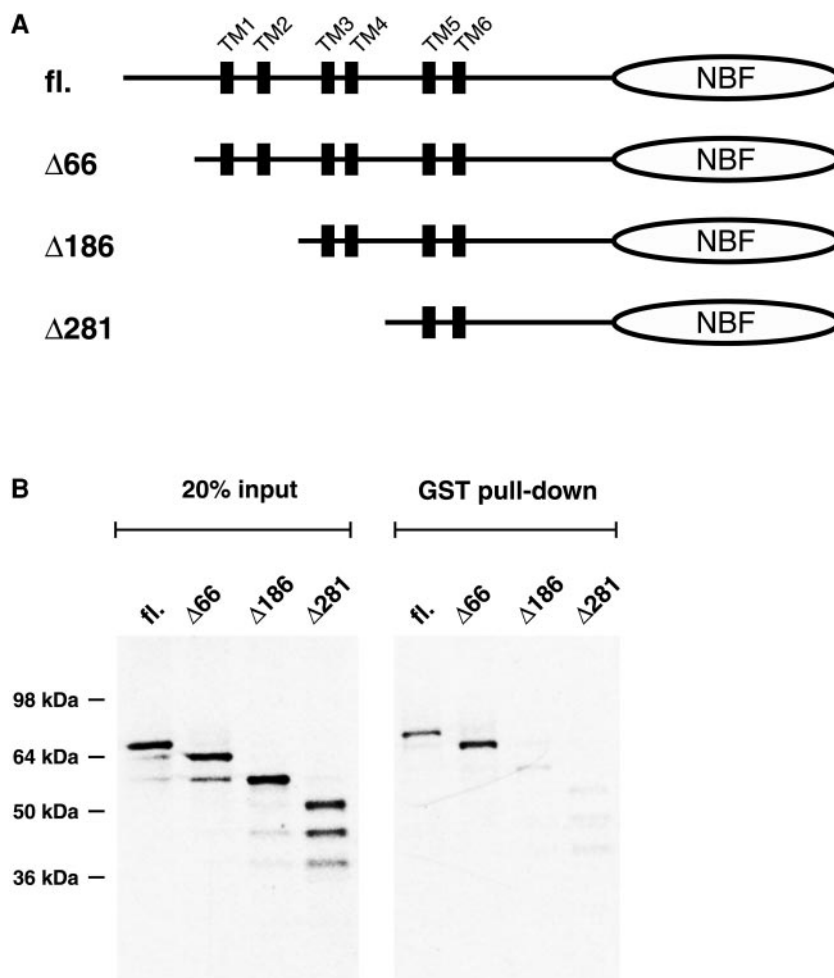 A
TM1 TM2 TM3 TM4 TM5 TM6
fl. NBF
Δ66 NBF
Δ186 NBF
Δ281 NBF
B
20% input GST pull-down
fl. Δ66 Δ186 Δ281 fl. Δ66 Δ186 Δ281
98 kDa
64 kDa
50 kDa
36 kDa